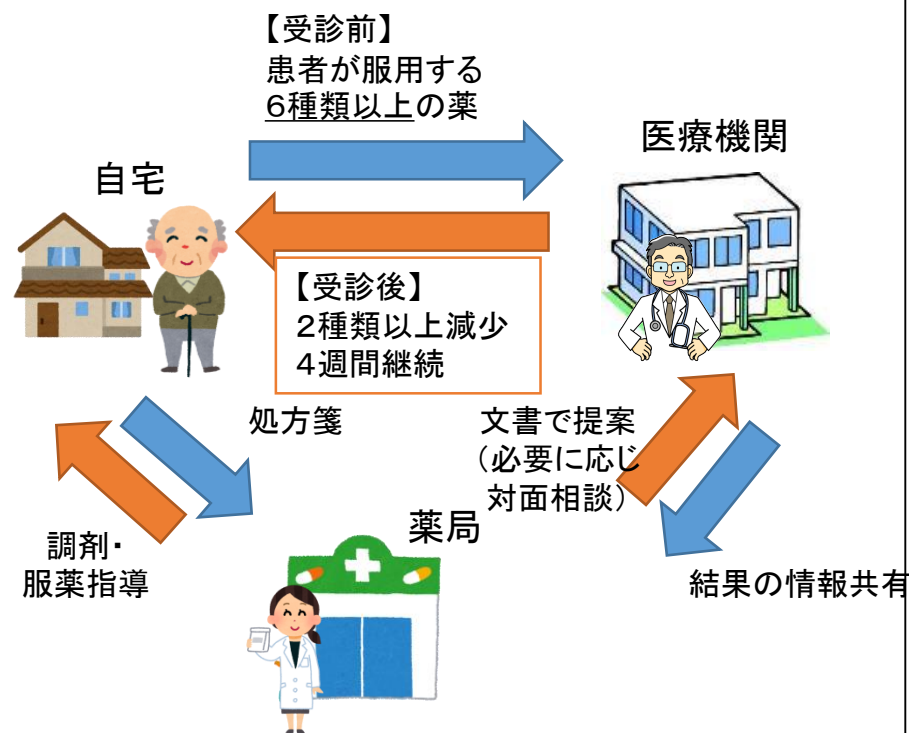 【受診前】
患者が服用する
6種類以上の薬
医療機関
自宅
【受診後】
2種類以上減少
4週間継続
処方箋
文書で提案
(必要に応じ
対面相談)
薬局
調剤・
服薬指導
結果の情報共有